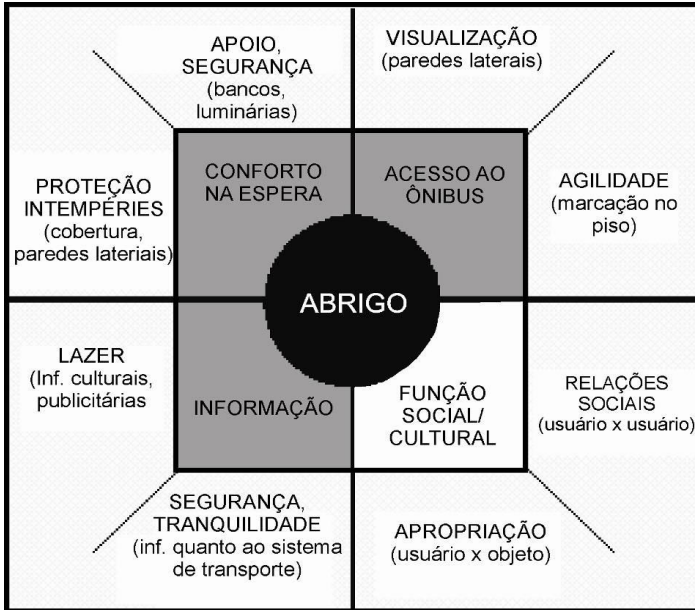 APOIO,
SEGURANÇA
(bancos,
luminárias)
VISUALIZAÇÃO
(paredes laterais)
PROTEÇÃO
INTEMPÉRIES
(cobertura,
paredes lateriais)
CONFORTO
NA ESPERA
ACESSO AO
ÔNIBUS
AGILIDADE
(marcação no
piso)
ABRIGO
LAZER
(Inf. culturais,
publicitárias
INFORMAÇÃO
FUNÇÃO
SOCIAL/
CULTURAL
RELAÇÕES
SOCIAIS
(usuário x usuário)
SEGURANÇA,
TRANQUILIDADE
(inf. quanto ao sistema
de transporte)
APROPRIAÇÃO
(usuário x objeto)